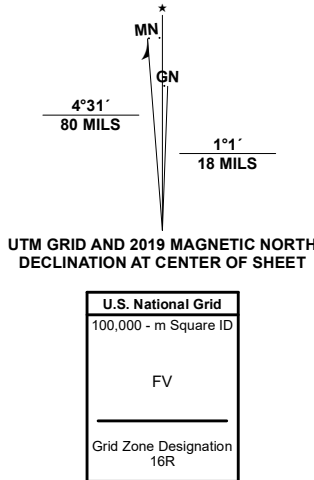 ★
MN
GN
4°31´
80 MILS
1°1´
18 MILS
UTM GRID AND 2019 MAGNETIC NORTH
DECLINATION AT CENTER OF SHEET
U.S. National Grid
100,000 - m Square ID
FV
Grid Zone Designation
16R